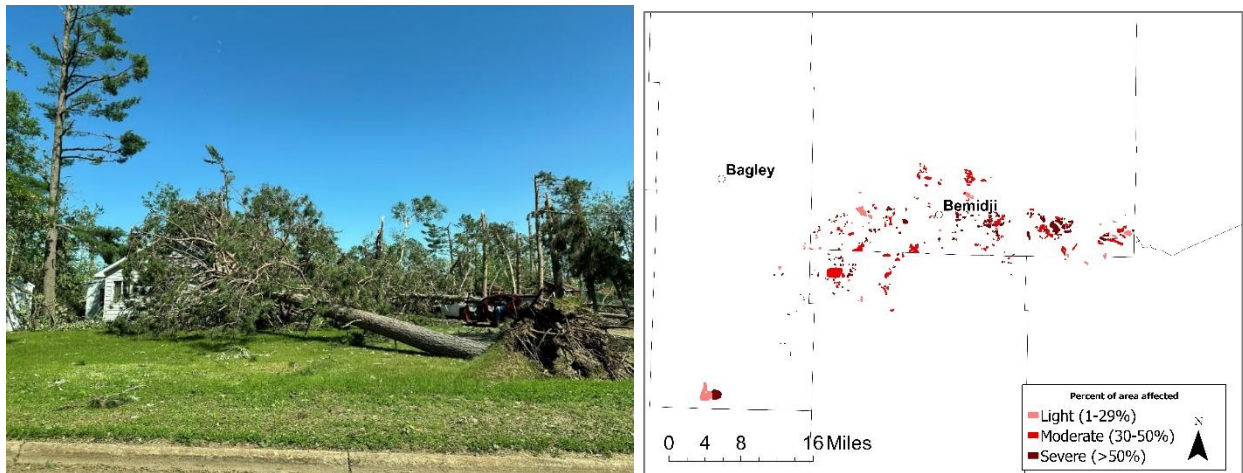 Bagley
Bemidji
Percent of area affected
Light (1-29%)
Moderate (30-50%)
Severe (>50%)
N
0 4 8 16 Miles